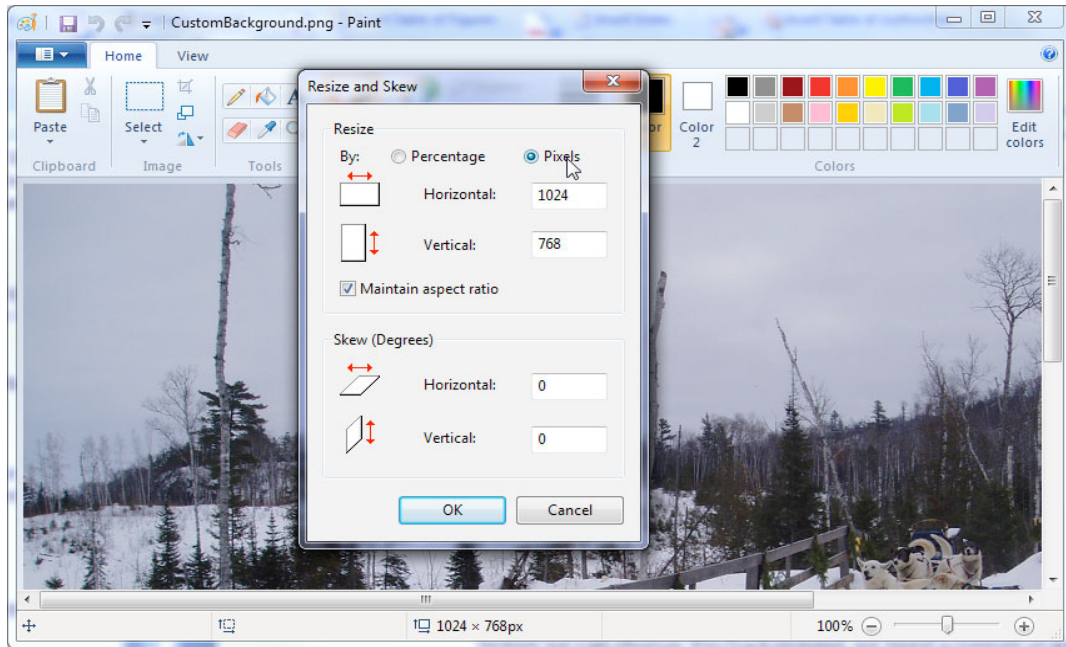 CustomBackground.png - Paint
Home View
Paste
Select
Clipboard
Image
Tools
Color
2
Edit
colors
Colors
Resize and Skew
Resize
By: Percentage Pixels
Horizontal: 1024
Vertical: 768
Maintain aspect ratio
Skew (Degrees)
Horizontal: 0
Vertical: 0
OK Cancel
1024 × 768px
100%